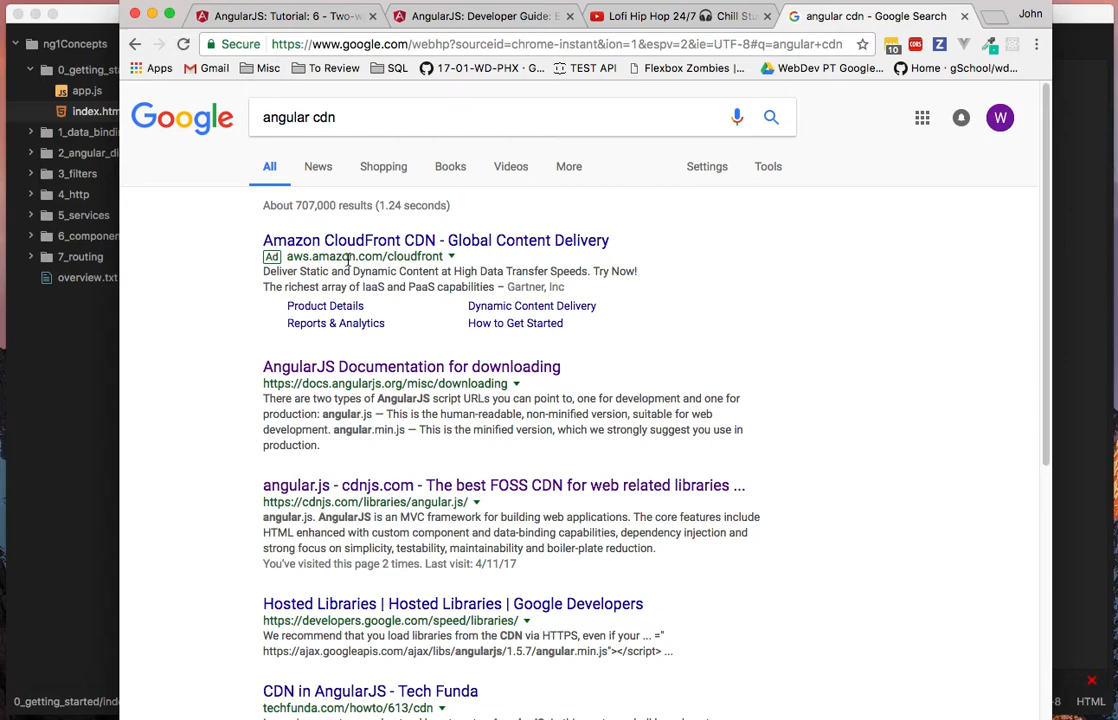 AngularJS: Tutorial: 6 - Two-w
AngularJS: Developer Guide: E
Lofi Hip Hop 24/7 🎧 Chill Stu
angular cdn - Google Search
John
Secure
https://www.google.com/webhp?sourceid=chrome-instant&ion=1&espv=2&ie=UTF-8#q=angular+cdn
10
CORS
Z
Apps
Gmail
Misc
To Review
SQL
17-01-WD-PHX · G...
TEST API
Flexbox Zombies |...
WebDev PT Google...
Home · gSchool/wd...
ng1Concepts
0_getting_sta
app.js
index.htm
1_data_bindin
2_angular_di
3_filters
4_http
5_services
6_componen
7_routing
overview.txt
Google
angular cdn
W
All
News
Shopping
Books
Videos
More
Settings
Tools
About 707,000 results (1.24 seconds)
Amazon CloudFront CDN - Global Content Delivery
Ad aws.amazon.com/cloudfront
Deliver Static and Dynamic Content at High Data Transfer Speeds. Try Now!
The richest array of IaaS and PaaS capabilities – Gartner, Inc
Product Details
Dynamic Content Delivery
Reports & Analytics
How to Get Started
AngularJS Documentation for downloading
https://docs.angularjs.org/misc/downloading
There are two types of AngularJS script URLs you can point to, one for development and one for
production: angular.js — This is the human-readable, non-minified version, suitable for web
development. angular.min.js — This is the minified version, which we strongly suggest you use in
production.
angular.js - cdnjs.com - The best FOSS CDN for web related libraries ...
https://cdnjs.com/libraries/angular.js/
angular.js. AngularJS is an MVC framework for building web applications. The core features include
HTML enhanced with custom component and data-binding capabilities, dependency injection and
strong focus on simplicity, testability, maintainability and boiler-plate reduction.
You've visited this page 2 times. Last visit: 4/11/17
Hosted Libraries | Hosted Libraries | Google Developers
https://developers.google.com/speed/libraries/
We recommend that you load libraries from the CDN via HTTPS, even if your ... ="
https://ajax.googleapis.com/ajax/libs/angularjs/1.5.7/angular.min.js"></script> ...
CDN in AngularJS - Tech Funda
techfunda.com/howto/613/cdn
0_getting_started/inde
-8
HTML